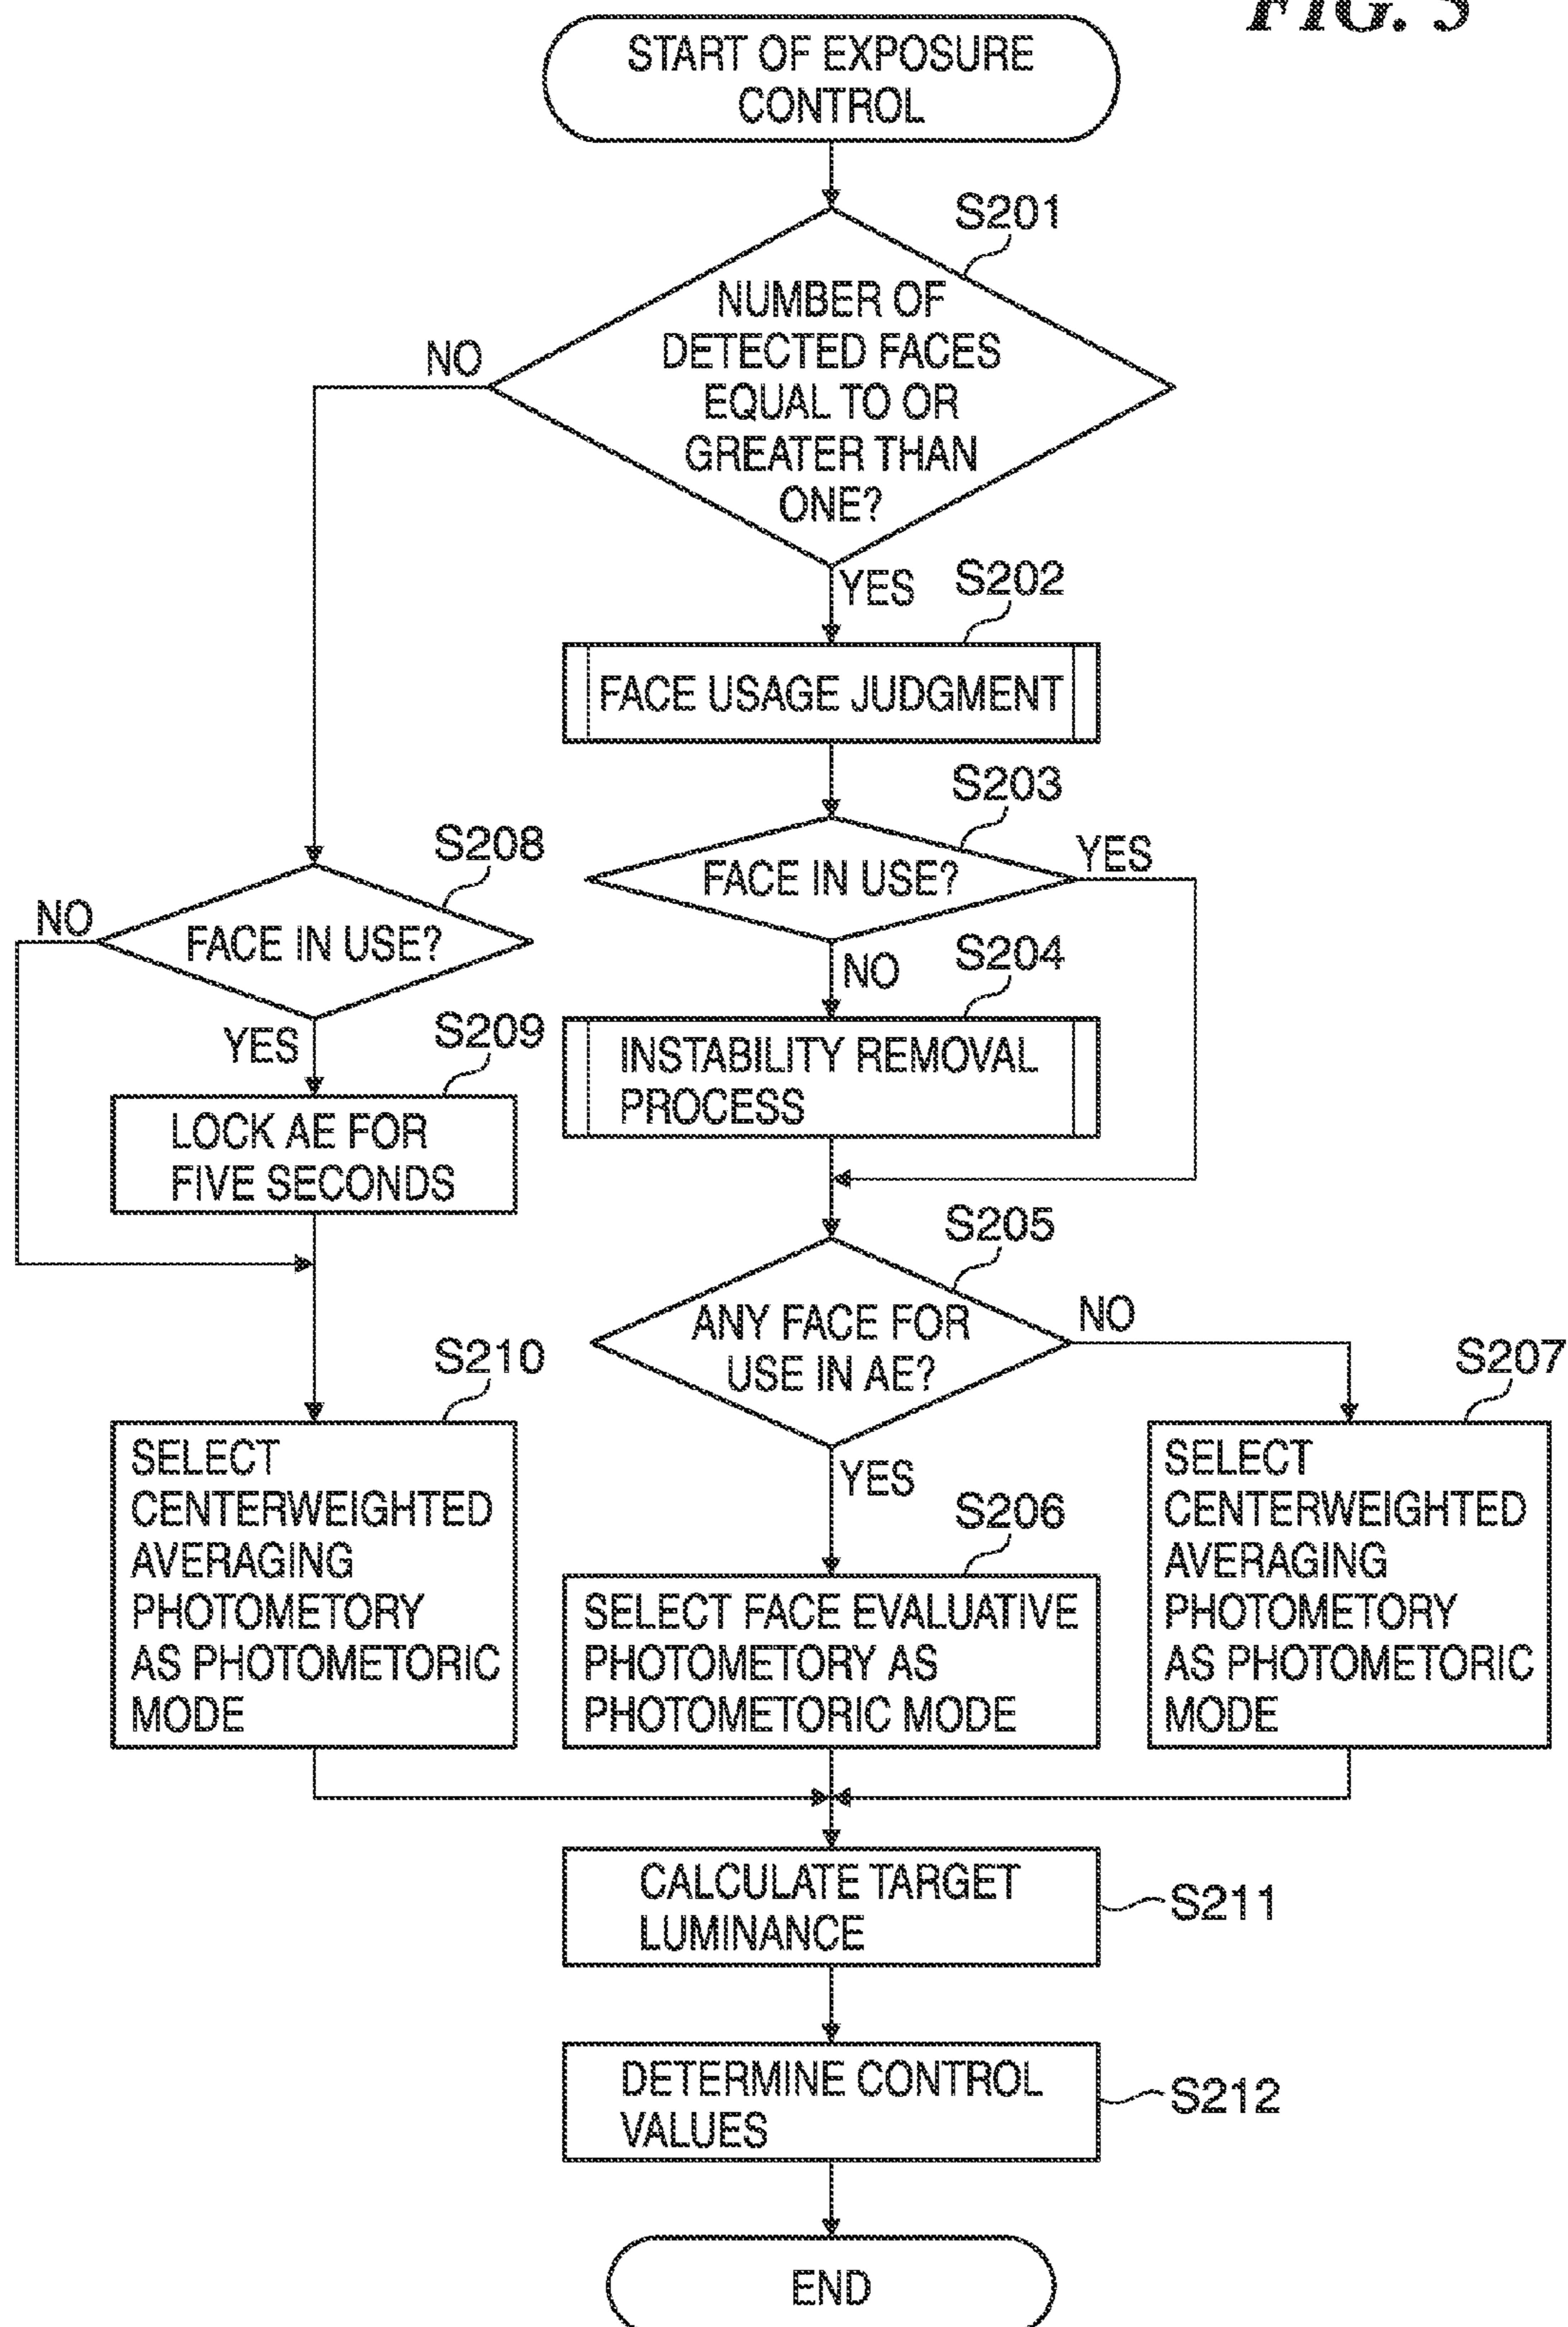 FIG. 5
START OF EXPOSURE
CONTROL
S201
NUMBER OF
DETECTED FACES
EQUAL TO OR
GREATER THAN
ONE?
NO
YES
S202
FACE USAGE JUDGMENT
S203
FACE IN USE?
YES
NO
S204
INSTABILITY REMOVAL
PROCESS
S208
FACE IN USE?
NO
YES
S209
LOCK AE FOR
FIVE SECONDS
S205
ANY FACE FOR
USE IN AE?
NO
YES
S210
SELECT
CENTERWEIGHTED
AVERAGING
PHOTOMETORY
AS PHOTOMETORIC
MODE
S206
SELECT FACE EVALUATIVE
PHOTOMETORY AS
PHOTOMETORIC MODE
S207
SELECT
CENTERWEIGHTED
AVERAGING
PHOTOMETORY
AS PHOTOMETORIC
MODE
CALCULATE TARGET
LUMINANCE
S211
DETERMINE CONTROL
VALUES
S212
END